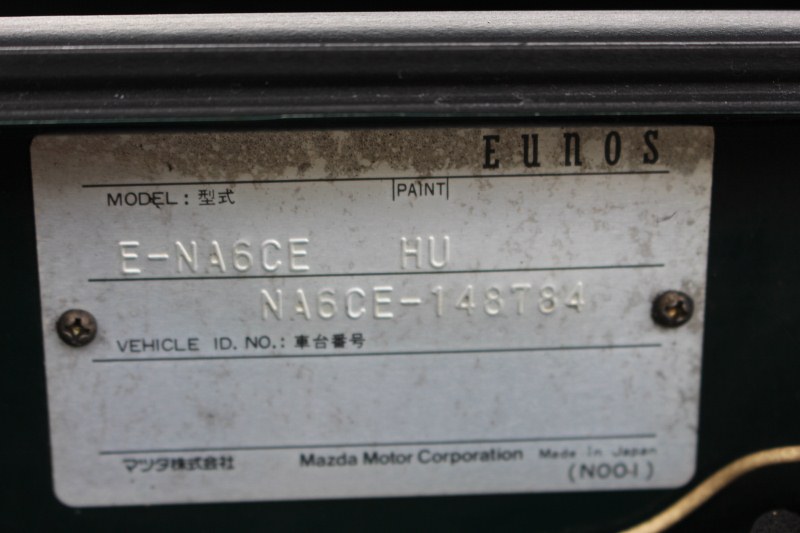 EUNOS
MODEL: 型式 PAINT
E-NA6CE HU
NA6CE-148784
VEHICLE ID. NO.: 車台番号
マツダ株式会社 Mazda Motor Corporation Made in Japan
(N00-1)